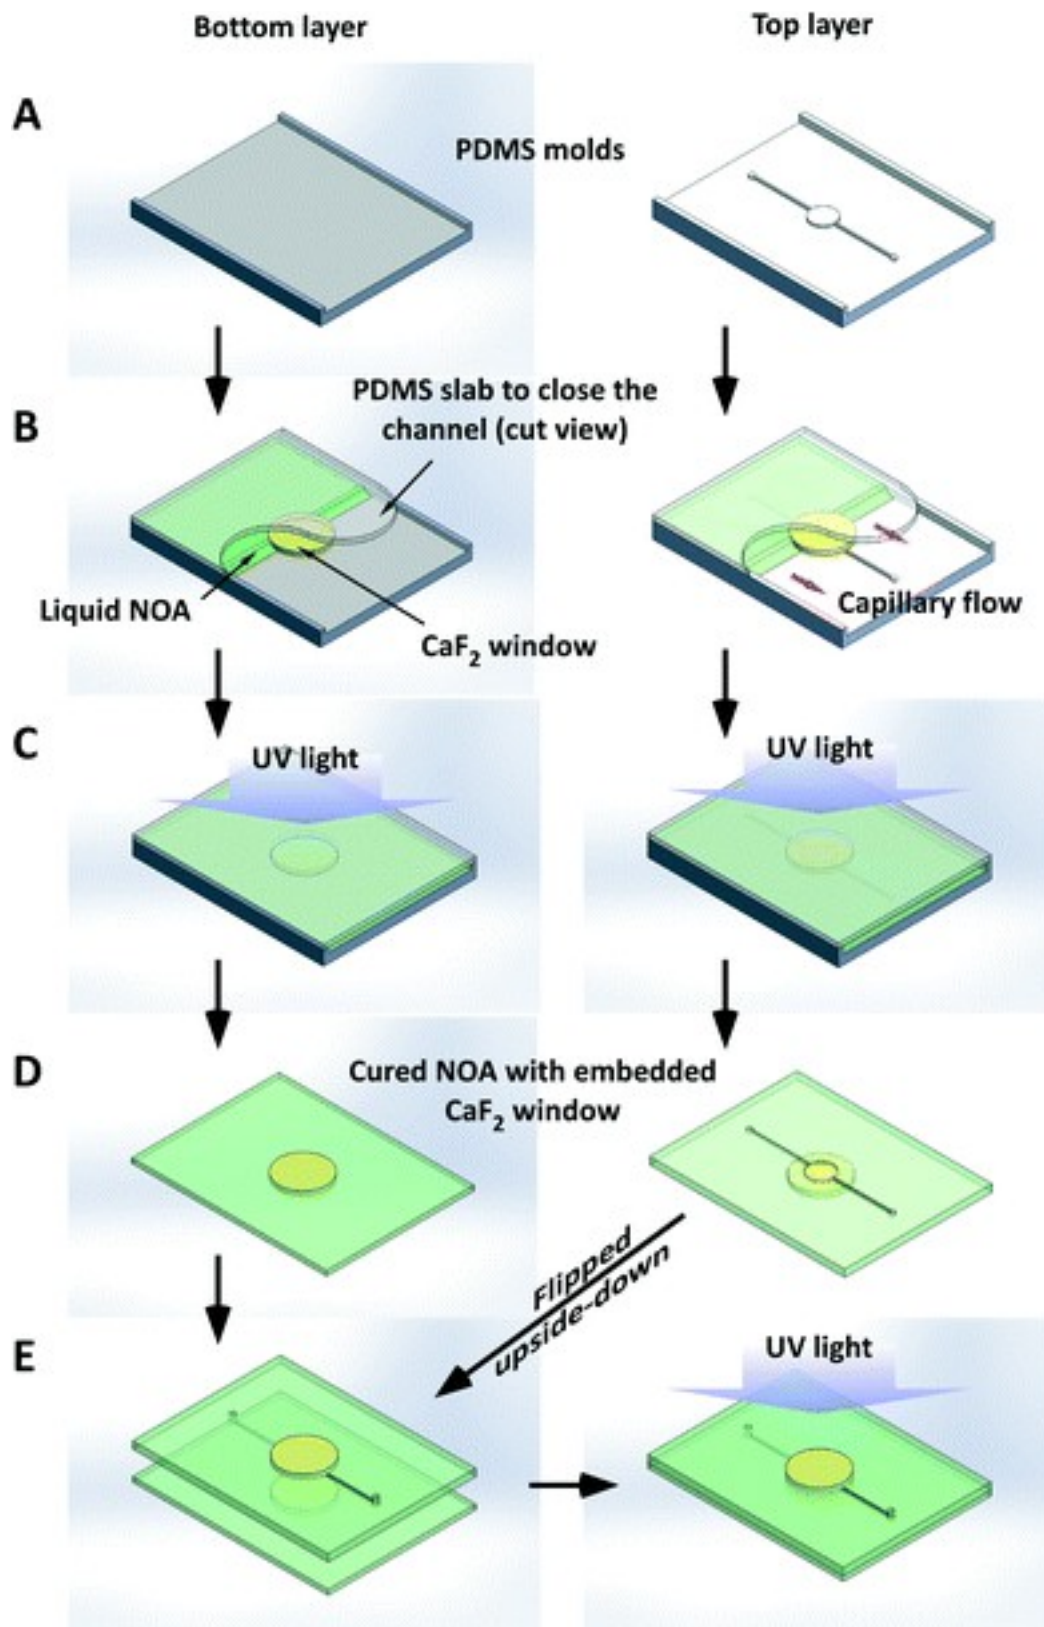 Bottom layer
Top layer
A
PDMS molds
PDMS slab to close the
channel (cut view)
B
Liquid NOA
CaF2 window
Capillary flow
C
UV light
UV light
D
Cured NOA with embedded
CaF2 window
Flipped
upside-down
E
UV light